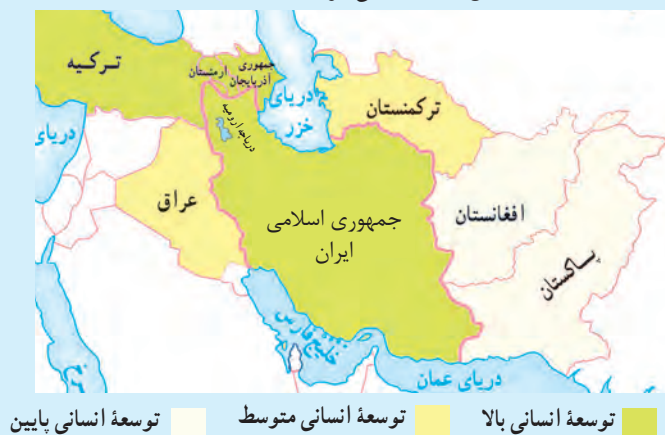 ترکیه
جمهوری
آذربایجان
ارمنستان
دریای
خزر
ترکمنستان
دریای
دریاچه ارومیه
عراق
جمهوری اسلامی
ایران
افغانستان
پاکستان
خلیج فارس
دریای عمان
توسعهٔ انسانی بالا
توسعهٔ انسانی متوسط
توسعهٔ انسانی پایین